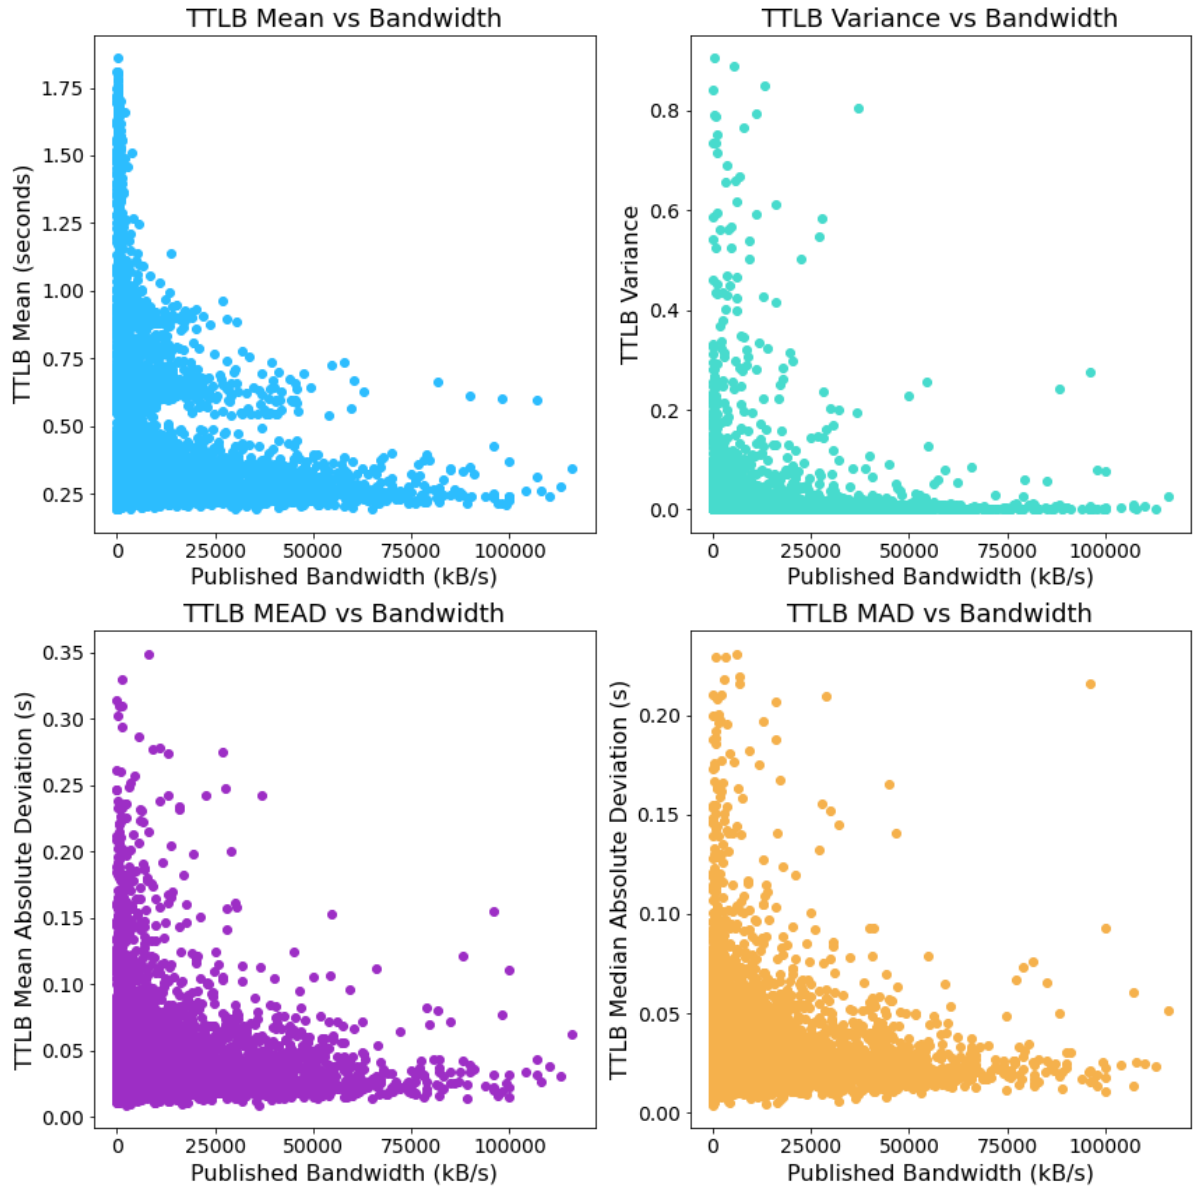 TTLB Mean vs Bandwidth
TTLB Mean (seconds)
1.75
1.50
1.25
1.00
0.75
0.50
0.25
0 25000 50000 75000 100000
Published Bandwidth (kB/s)
TTLB Variance vs Bandwidth
TTLB Variance
0.8
0.6
0.4
0.2
0.0
0 25000 50000 75000 100000
Published Bandwidth (kB/s)
TTLB MEAD vs Bandwidth
TTLB Mean Absolute Deviation (s)
0.35
0.30
0.25
0.20
0.15
0.10
0.05
0.00
0 25000 50000 75000 100000
Published Bandwidth (kB/s)
TTLB MAD vs Bandwidth
TTLB Median Absolute Deviation (s)
0.20
0.15
0.10
0.05
0.00
0 25000 50000 75000 100000
Published Bandwidth (kB/s)